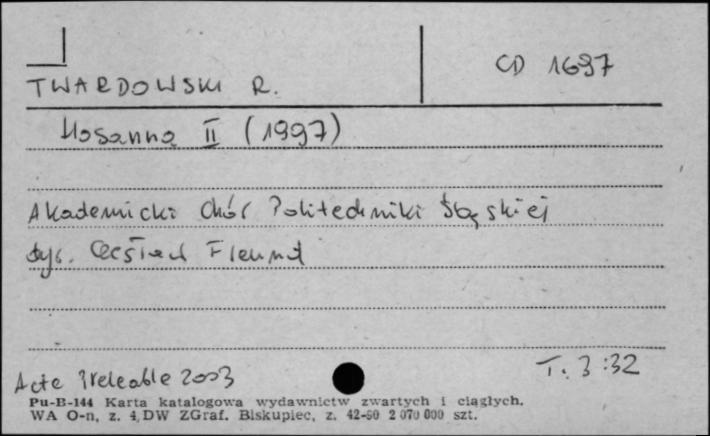 TWARDOWSKI R.
CD 1697
Hosanna II (1997)
Akademicki Chór Politechniki Śląskiej
dyr. Czesław Freund
Acte Préalable 2003
T. 3:32
Pu-B-144 Karta katalogowa wydawnictw zwartych i ciągłych.
WA O-n, z. 4, DW ZGraf. Biskupiec, z. 42-80 2 070 000 szt.